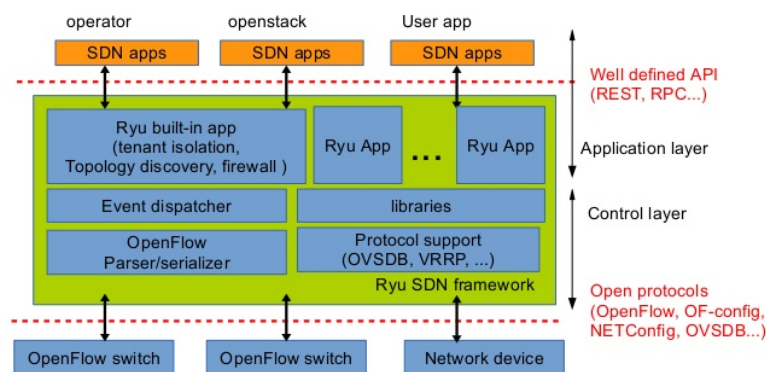 operator
openstack
User app
SDN apps
SDN apps
SDN apps
Well defined API
(REST, RPC...)
Ryu built-in app
(tenant isolation,
Topology discovery, firewall )
Ryu App
...
Ryu App
Application layer
Event dispatcher
libraries
Control layer
OpenFlow
Parser/serializer
Protocol support
(OVSDB, VRRP, ...)
Ryu SDN framework
Open protocols
(OpenFlow, OF-config,
NETConfig, OVSDB...)
OpenFlow switch
OpenFlow switch
Network device